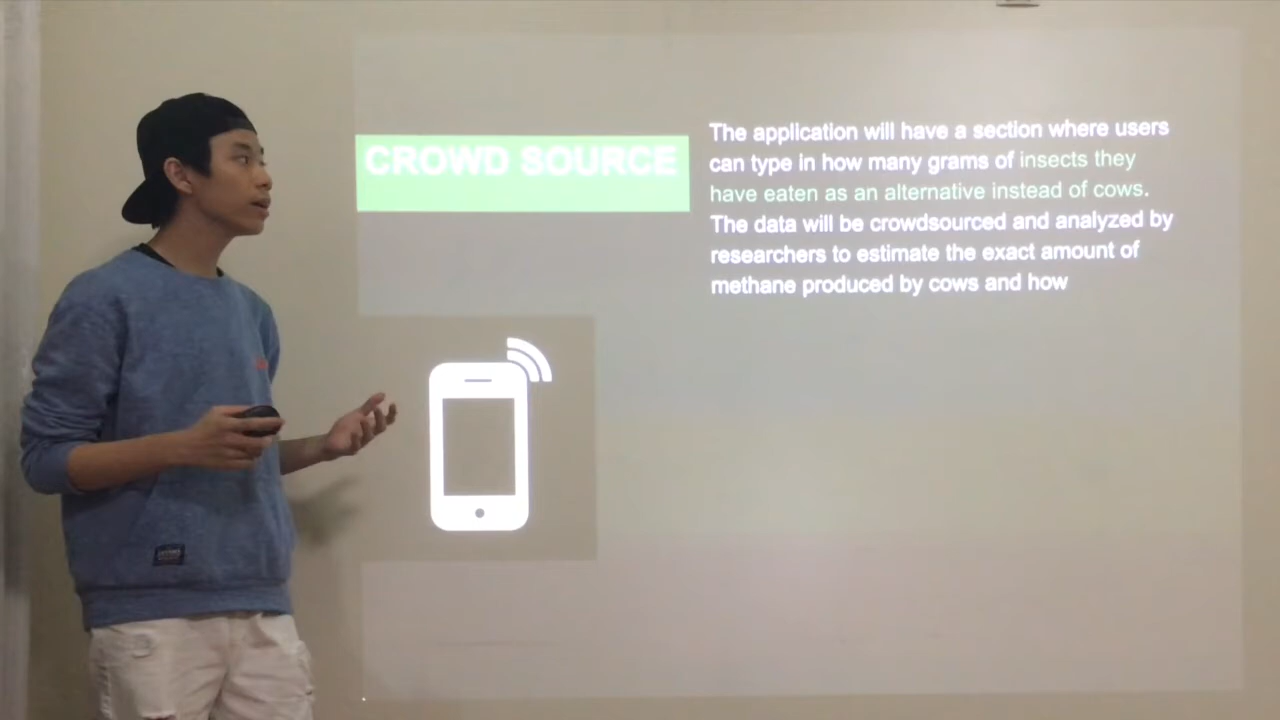 CROWD SOURCE
The application will have a section where users
can type in how many grams of insects they
have eaten as an alternative instead of cows.
The data will be crowdsourced and analyzed by
researchers to estimate the exact amount of
methane produced by cows and how